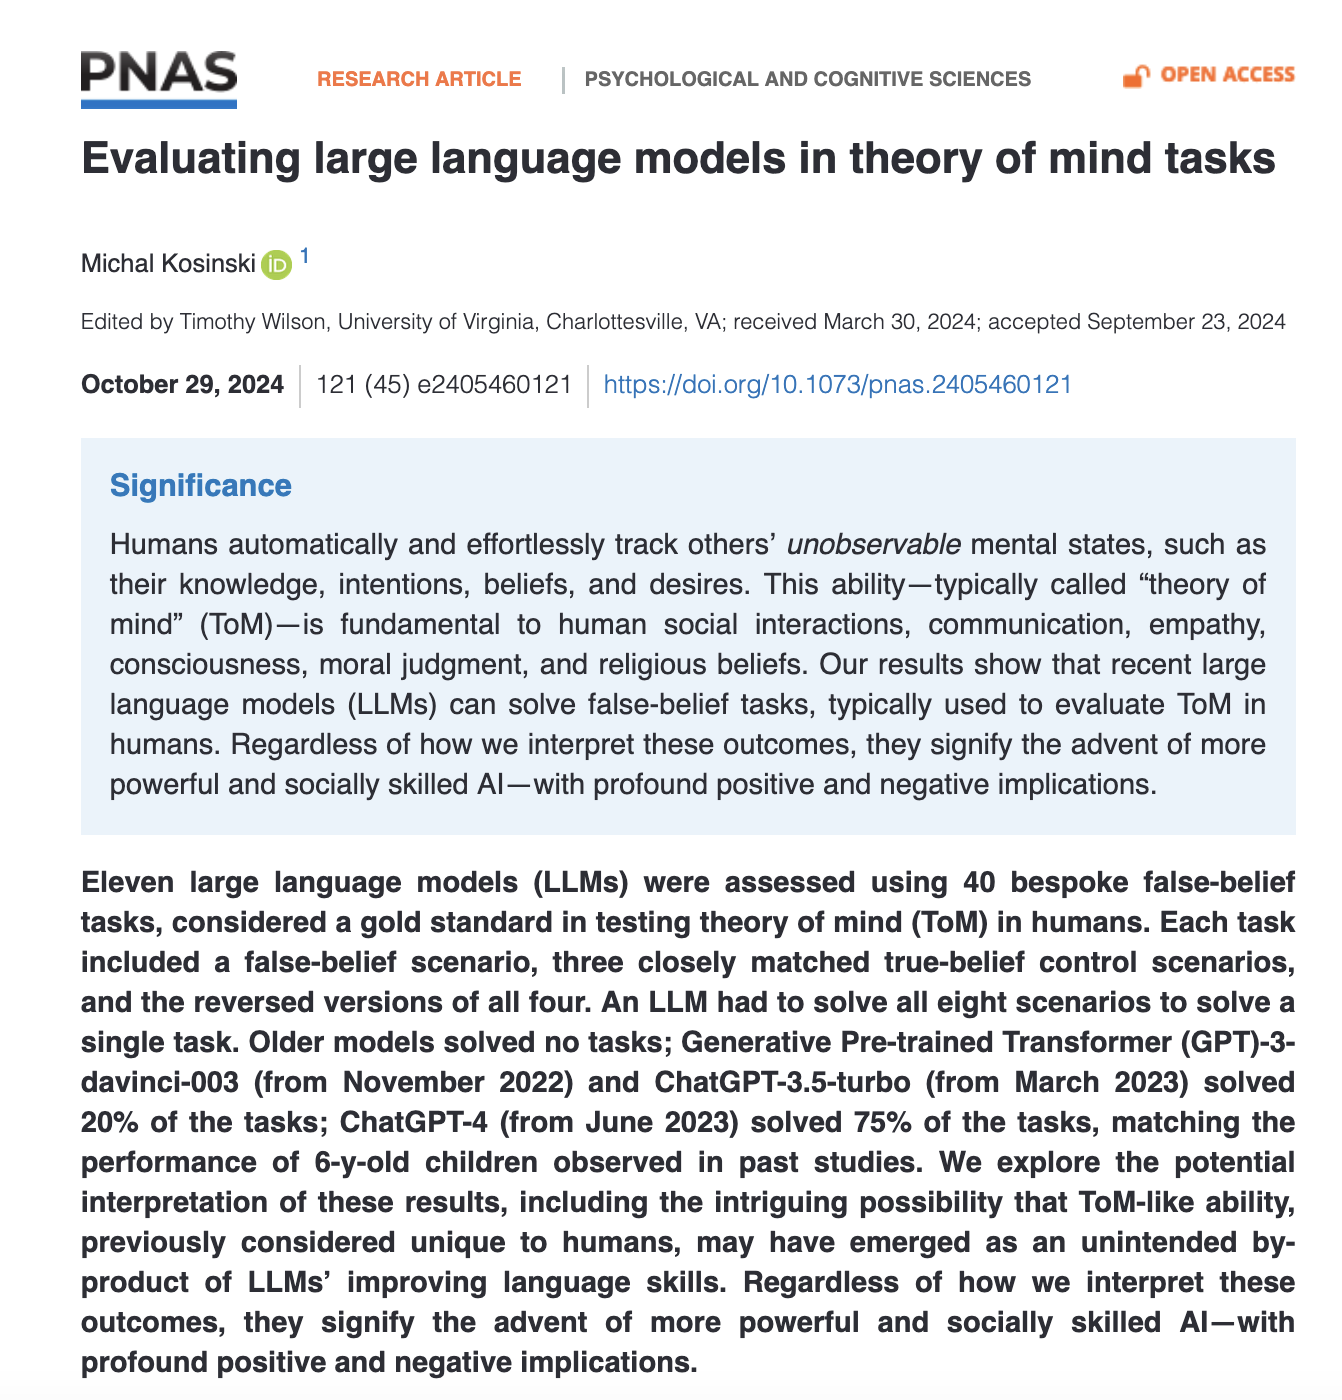 PNAS
RESEARCH ARTICLE | PSYCHOLOGICAL AND COGNITIVE SCIENCES
OPEN ACCESS
Evaluating large language models in theory of mind tasks
Michal Kosinski iD 1
Edited by Timothy Wilson, University of Virginia, Charlottesville, VA; received March 30, 2024; accepted September 23, 2024
October 29, 2024 | 121 (45) e2405460121 | https://doi.org/10.1073/pnas.2405460121
Significance
Humans automatically and effortlessly track others’ unobservable mental states, such as
their knowledge, intentions, beliefs, and desires. This ability—typically called “theory of
mind” (ToM)—is fundamental to human social interactions, communication, empathy,
consciousness, moral judgment, and religious beliefs. Our results show that recent large
language models (LLMs) can solve false-belief tasks, typically used to evaluate ToM in
humans. Regardless of how we interpret these outcomes, they signify the advent of more
powerful and socially skilled AI—with profound positive and negative implications.
Eleven large language models (LLMs) were assessed using 40 bespoke false-belief
tasks, considered a gold standard in testing theory of mind (ToM) in humans. Each task
included a false-belief scenario, three closely matched true-belief control scenarios,
and the reversed versions of all four. An LLM had to solve all eight scenarios to solve a
single task. Older models solved no tasks; Generative Pre-trained Transformer (GPT)-3-
davinci-003 (from November 2022) and ChatGPT-3.5-turbo (from March 2023) solved
20% of the tasks; ChatGPT-4 (from June 2023) solved 75% of the tasks, matching the
performance of 6-y-old children observed in past studies. We explore the potential
interpretation of these results, including the intriguing possibility that ToM-like ability,
previously considered unique to humans, may have emerged as an unintended by-
product of LLMs’ improving language skills. Regardless of how we interpret these
outcomes, they signify the advent of more powerful and socially skilled AI—with
profound positive and negative implications.